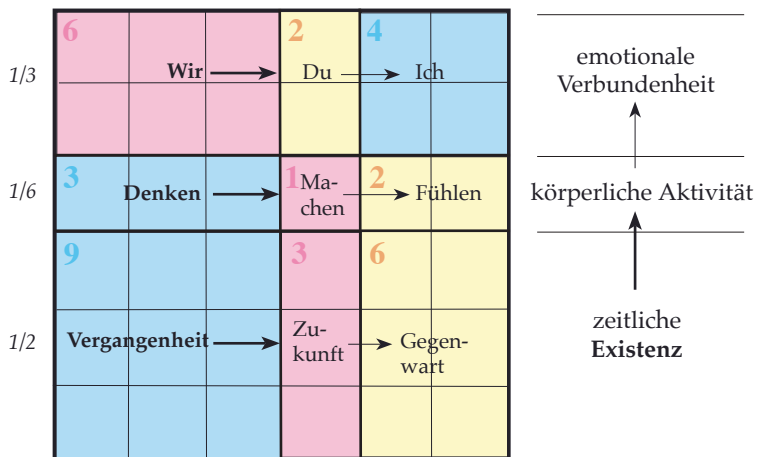 6 2 4
1/3 Wir Du Ich
emotionale
Verbundenheit
3 1 2
1/6 Denken Ma-
chen Fühlen
körperliche Aktivität
9 3 6
1/2 Vergangenheit Zu-
kunft Gegen-
wart
zeitliche
Existenz